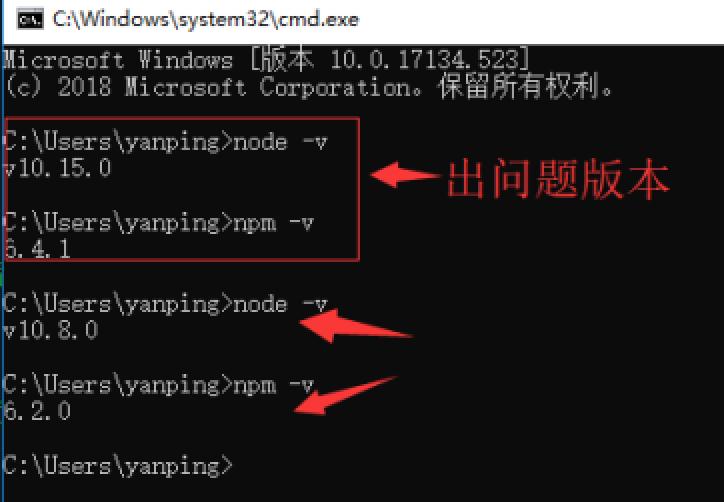 C:\Windows\system32\cmd.exe
Microsoft Windows [版本 10.0.17134.523]
(c) 2018 Microsoft Corporation。保留所有权利。
C:\Users\yanping>node -v
v10.15.0
出问题版本
C:\Users\yanping>npm -v
6.4.1
C:\Users\yanping>node -v
v10.8.0
C:\Users\yanping>npm -v
6.2.0
C:\Users\yanping>